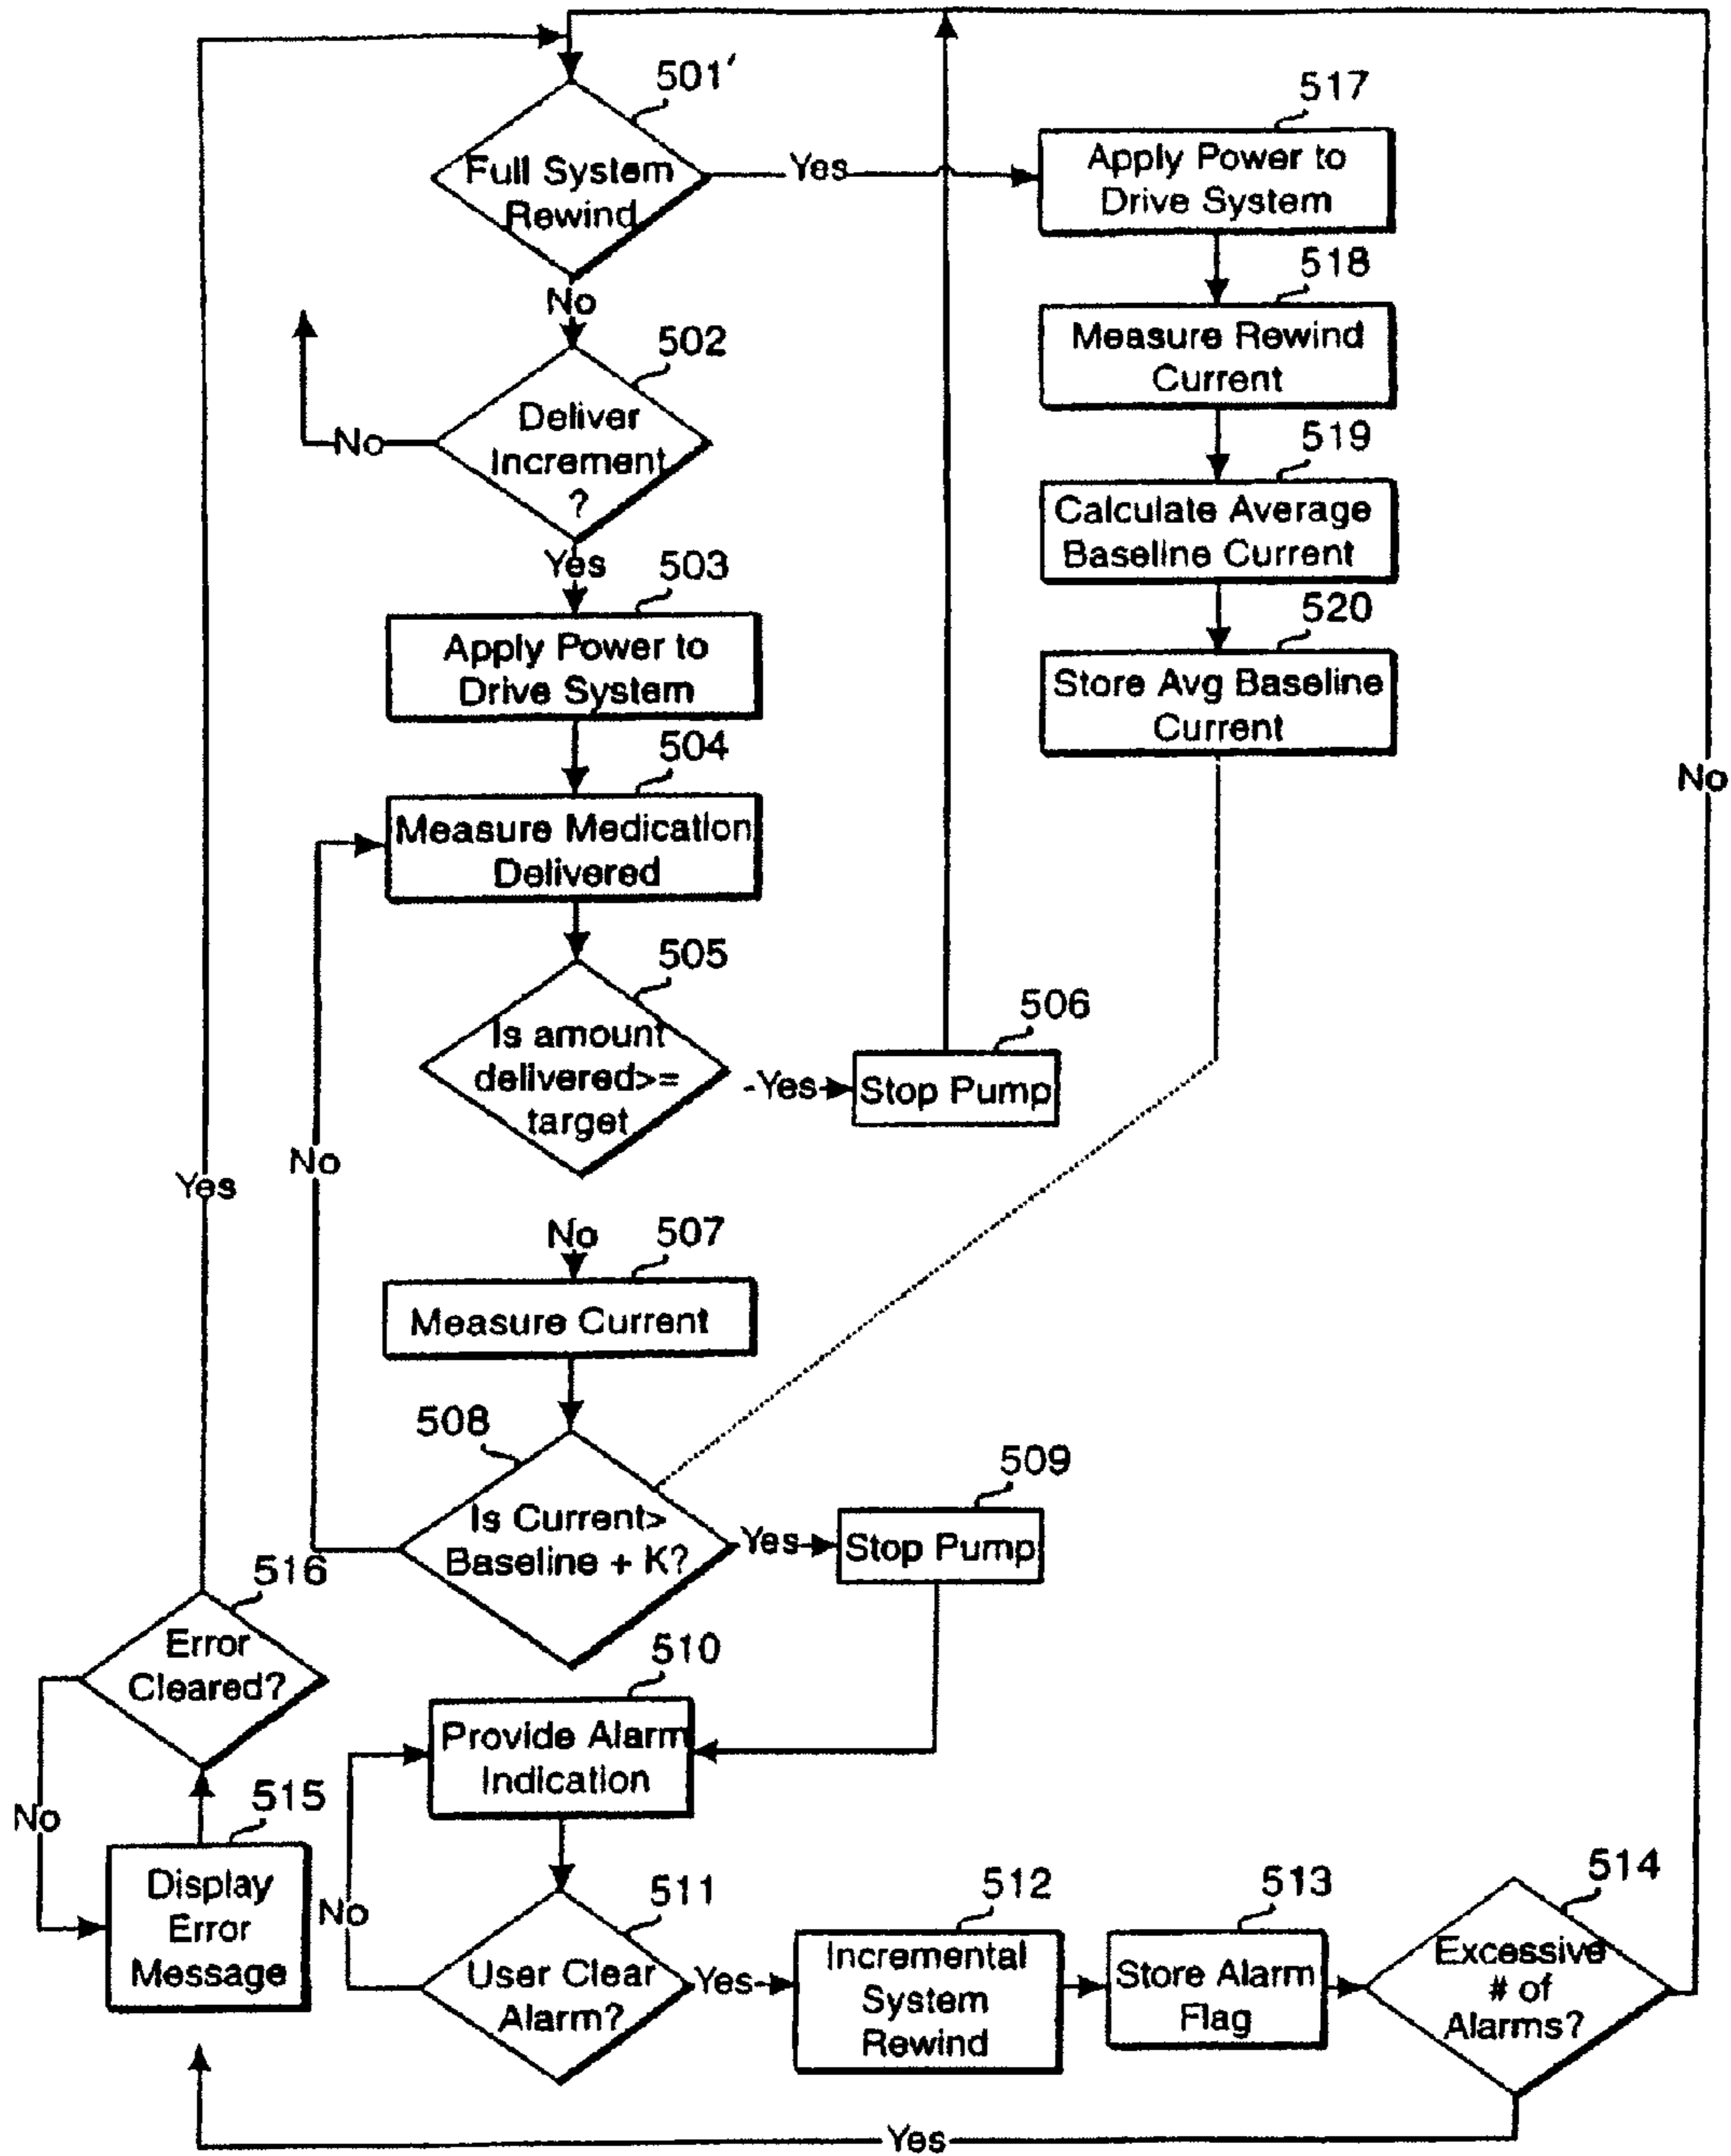 501'
Full System
Rewind
Yes
No
517
Apply Power to
Drive System
518
Measure Rewind
Current
519
Calculate Average
Baseline Current
520
Store Avg Baseline
Current
502
Deliver
Increment
?
No
Yes
503
Apply Power to
Drive System
504
Measure Medication
Delivered
505
Is amount
delivered>=
target
Yes
506
Stop Pump
No
507
Measure Current
508
Is Current>
Baseline + K?
No
Yes
509
Stop Pump
510
Provide Alarm
Indication
511
User Clear
Alarm?
No
Yes
512
Incremental
System
Rewind
513
Store Alarm
Flag
514
Excessive
# of
Alarms?
No
Yes
515
Display
Error
Message
516
Error
Cleared?
No
Yes